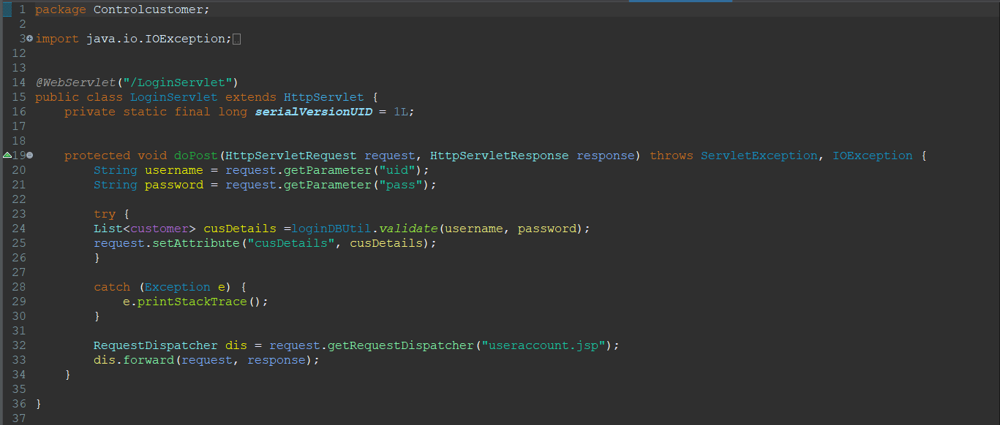 1 package Controlcustomer;
2
3 import java.io.IOException;
12
13
14 @WebServlet("/LoginServlet")
15 public class LoginServlet extends HttpServlet {
16     private static final long serialVersionUID = 1L;
17
18
19     protected void doPost(HttpServletRequest request, HttpServletResponse response) throws ServletException, IOException {
20         String username = request.getParameter("uid");
21         String password = request.getParameter("pass");
22
23         try {
24         List<customer> cusDetails =loginDBUtil.validate(username, password);
25         request.setAttribute("cusDetails", cusDetails);
26         }
27
28         catch (Exception e) {
29             e.printStackTrace();
30         }
31
32         RequestDispatcher dis = request.getRequestDispatcher("useraccount.jsp");
33         dis.forward(request, response);
34     }
35
36 }
37